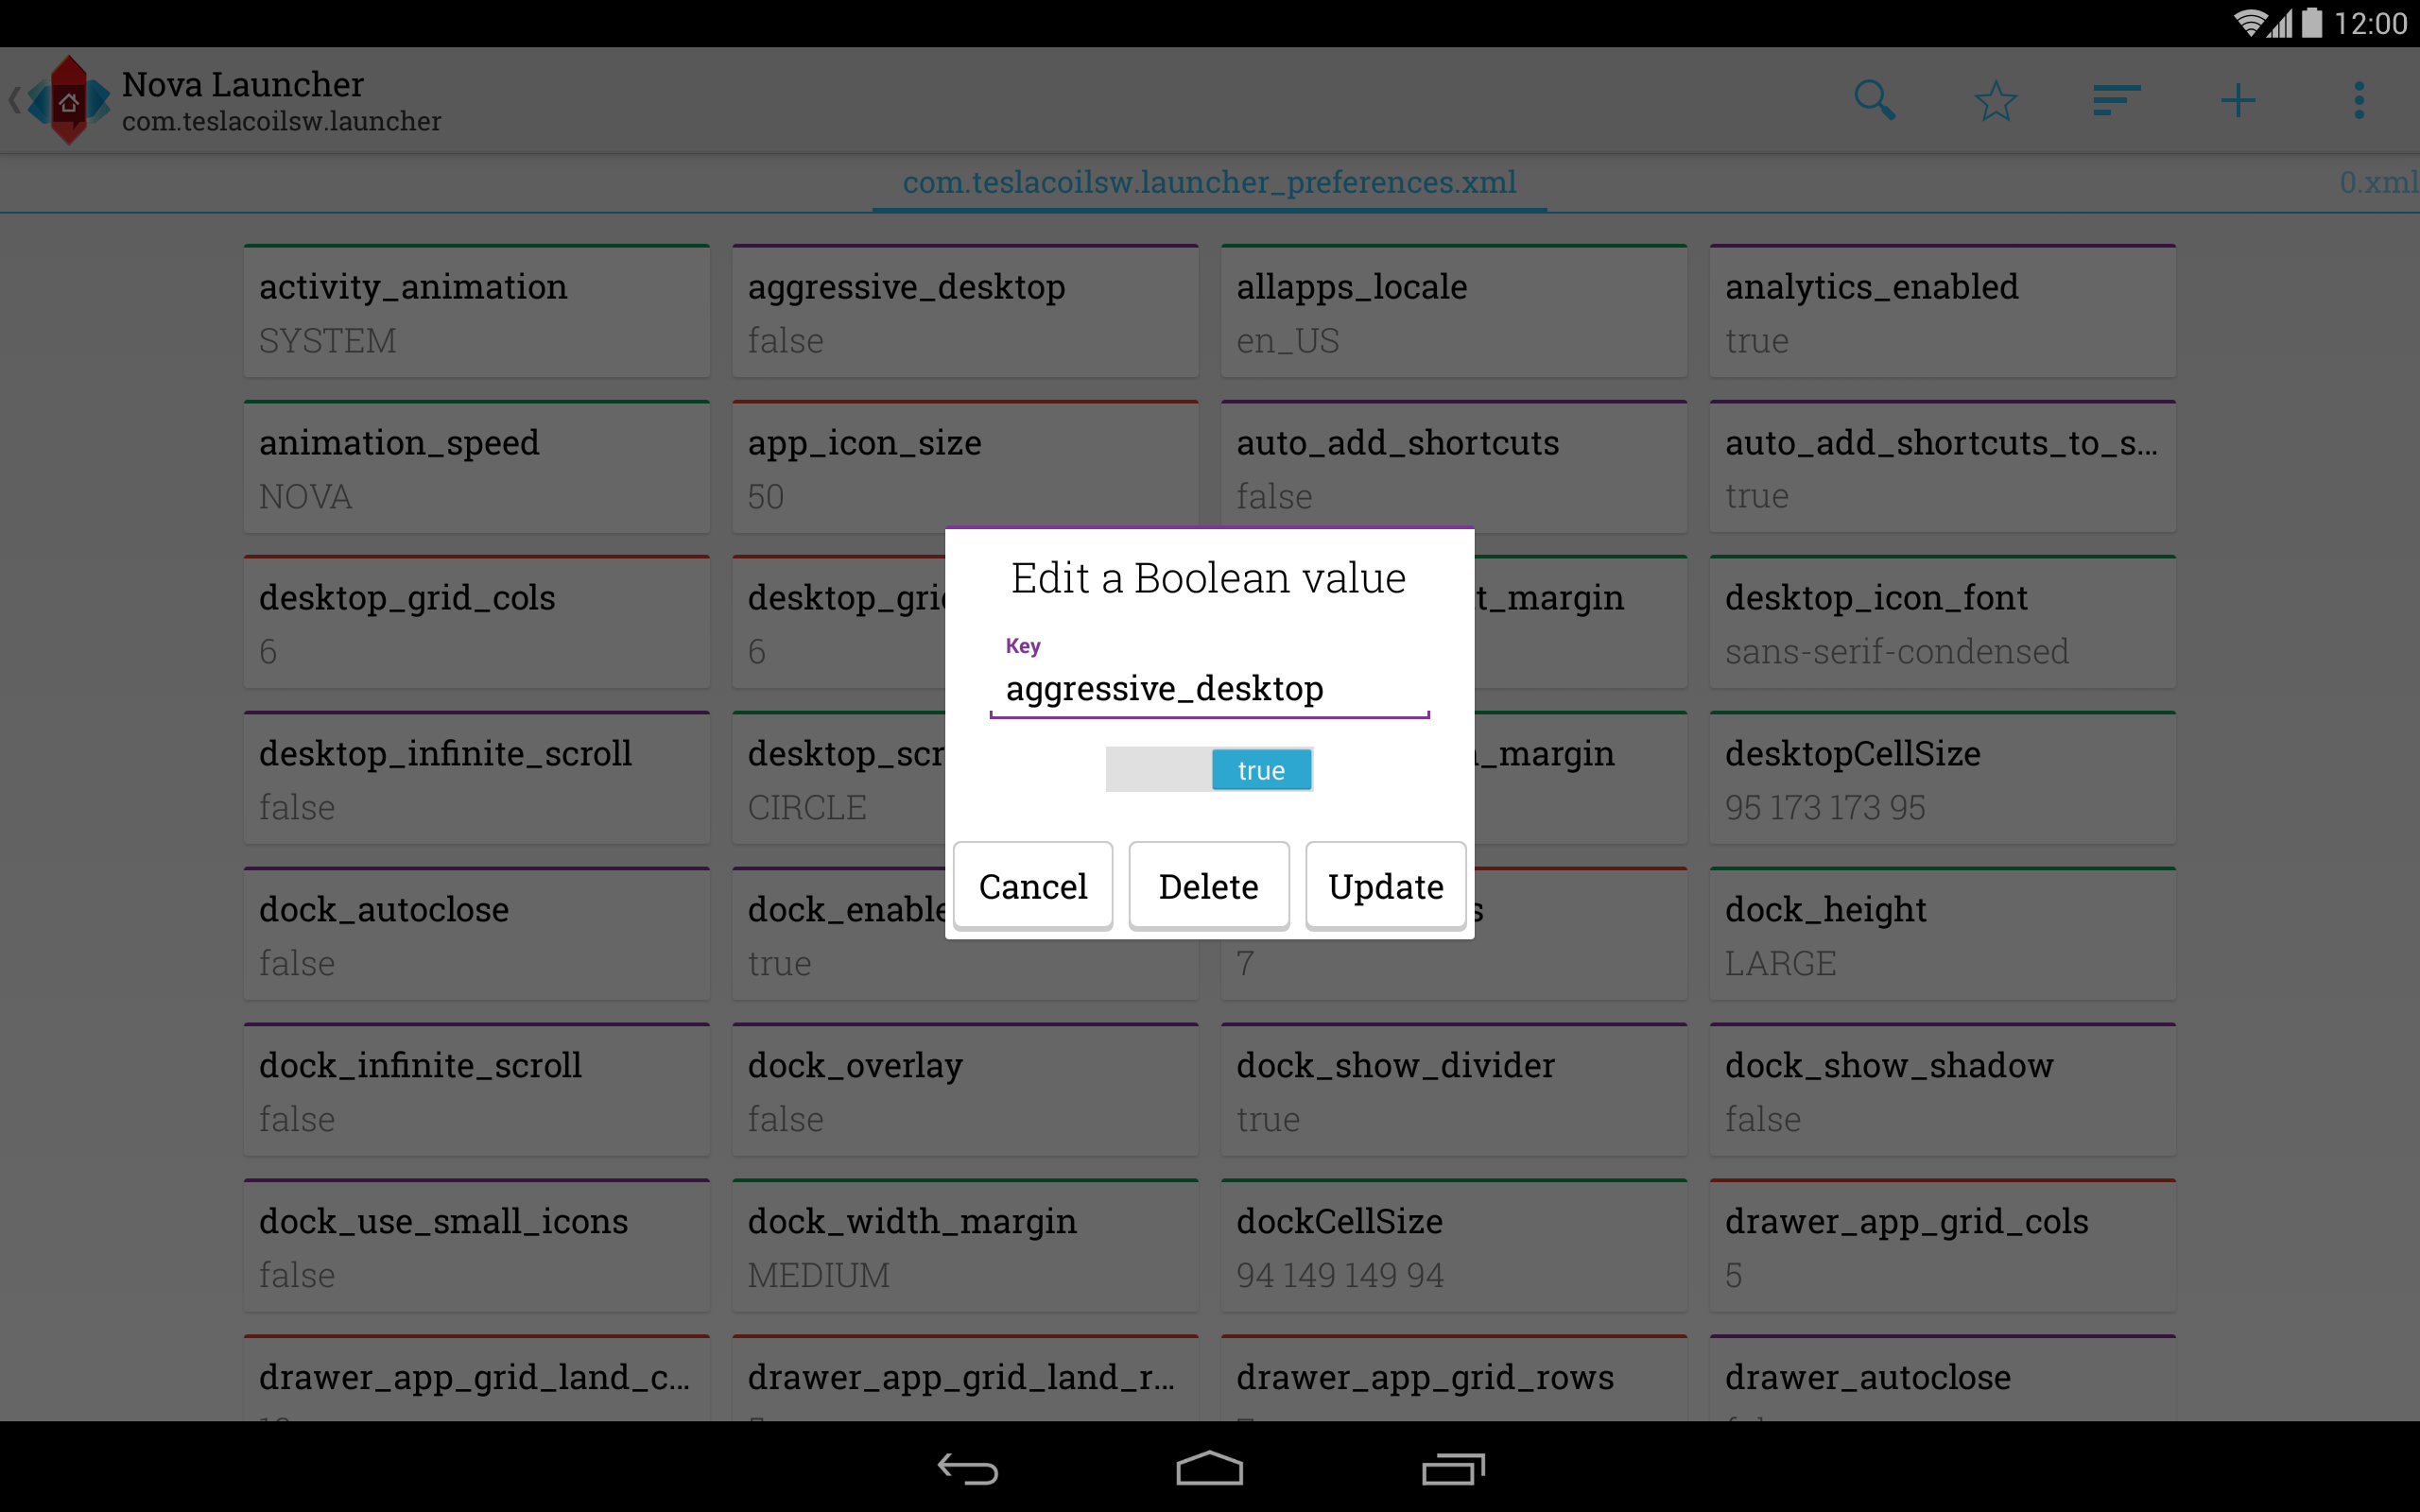 12:00
Nova Launcher
com.teslacoilsw.launcher
com.teslacoilsw.launcher_preferences.xml
0.xml
activity_animation
SYSTEM
aggressive_desktop
false
allapps_locale
en_US
analytics_enabled
true
animation_speed
NOVA
app_icon_size
50
auto_add_shortcuts
false
auto_add_shortcuts_to_s...
true
desktop_grid_cols
6
desktop_gri
6
t_margin
desktop_icon_font
sans-serif-condensed
Edit a Boolean value
Key
aggressive_desktop
true
Cancel
Delete
Update
desktop_infinite_scroll
false
desktop_scr
CIRCLE
_margin
desktopCellSize
95 173 173 95
dock_autoclose
false
dock_enable
true
s
7
dock_height
LARGE
dock_infinite_scroll
false
dock_overlay
false
dock_show_divider
true
dock_show_shadow
false
dock_use_small_icons
false
dock_width_margin
MEDIUM
dockCellSize
94 149 149 94
drawer_app_grid_cols
5
drawer_app_grid_land_c...
drawer_app_grid_land_r...
drawer_app_grid_rows
drawer_autoclose